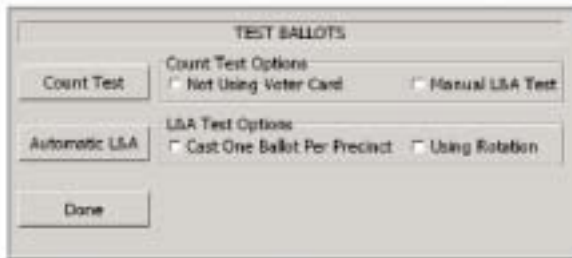 TEST BALLOTS
Count Test
Count Test Options
Not Using Voter Card
Manual L&A Test
Automatic L&A
L&A Test Options
Cast One Ballot Per Precinct
Using Rotation
Done